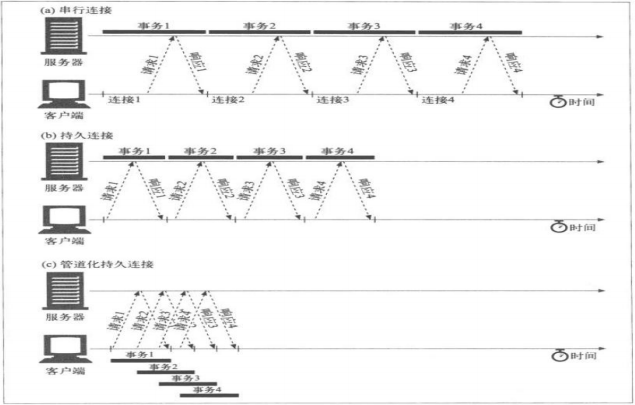 (a) 串行连接
事务1 事务2 事务3 事务4
请求1 响应1 请求2 响应2 请求3 响应3 请求4 响应4
服务器
连接1 连接2 连接3 连接4 时间
客户端
(b) 持久连接
事务1 事务2 事务3 事务4
请求1 响应1 请求2 响应2 请求3 响应3 请求4 响应4
服务器
时间
客户端
(c) 管道化持久连接
服务器
请求1 请求2 请求3 请求4 响应3 响应4
时间
事务1
客户端
事务2
事务3
事务4